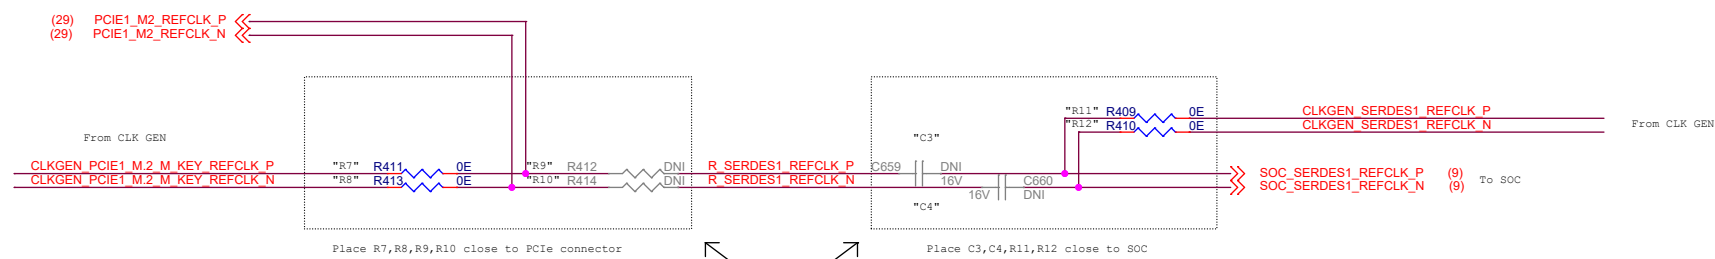 (29) PCIE1_M2_REFCLK_P
(29) PCIE1_M2_REFCLK_N
"R11" R409 0E CLKGEN_SERDES1_REFCLK_P
"R12" R410 0E CLKGEN_SERDES1_REFCLK_N
From CLK GEN
From CLK GEN
"C3"
CLKGEN_PCIE1_M.2_M_KEY_REFCLK_P "R7" R411 0E "R9" R412 DNI R_SERDES1_REFCLK_P C659 DNI SOC_SERDES1_REFCLK_P (9)
CLKGEN_PCIE1_M.2_M_KEY_REFCLK_N "R8" R413 0E "R10" R414 DNI R_SERDES1_REFCLK_N 16V C660 SOC_SERDES1_REFCLK_N (9)
To SOC
16V DNI
"C4"
Place R7,R8,R9,R10 close to PCIe connector
Place C3,C4,R11,R12 close to SOC